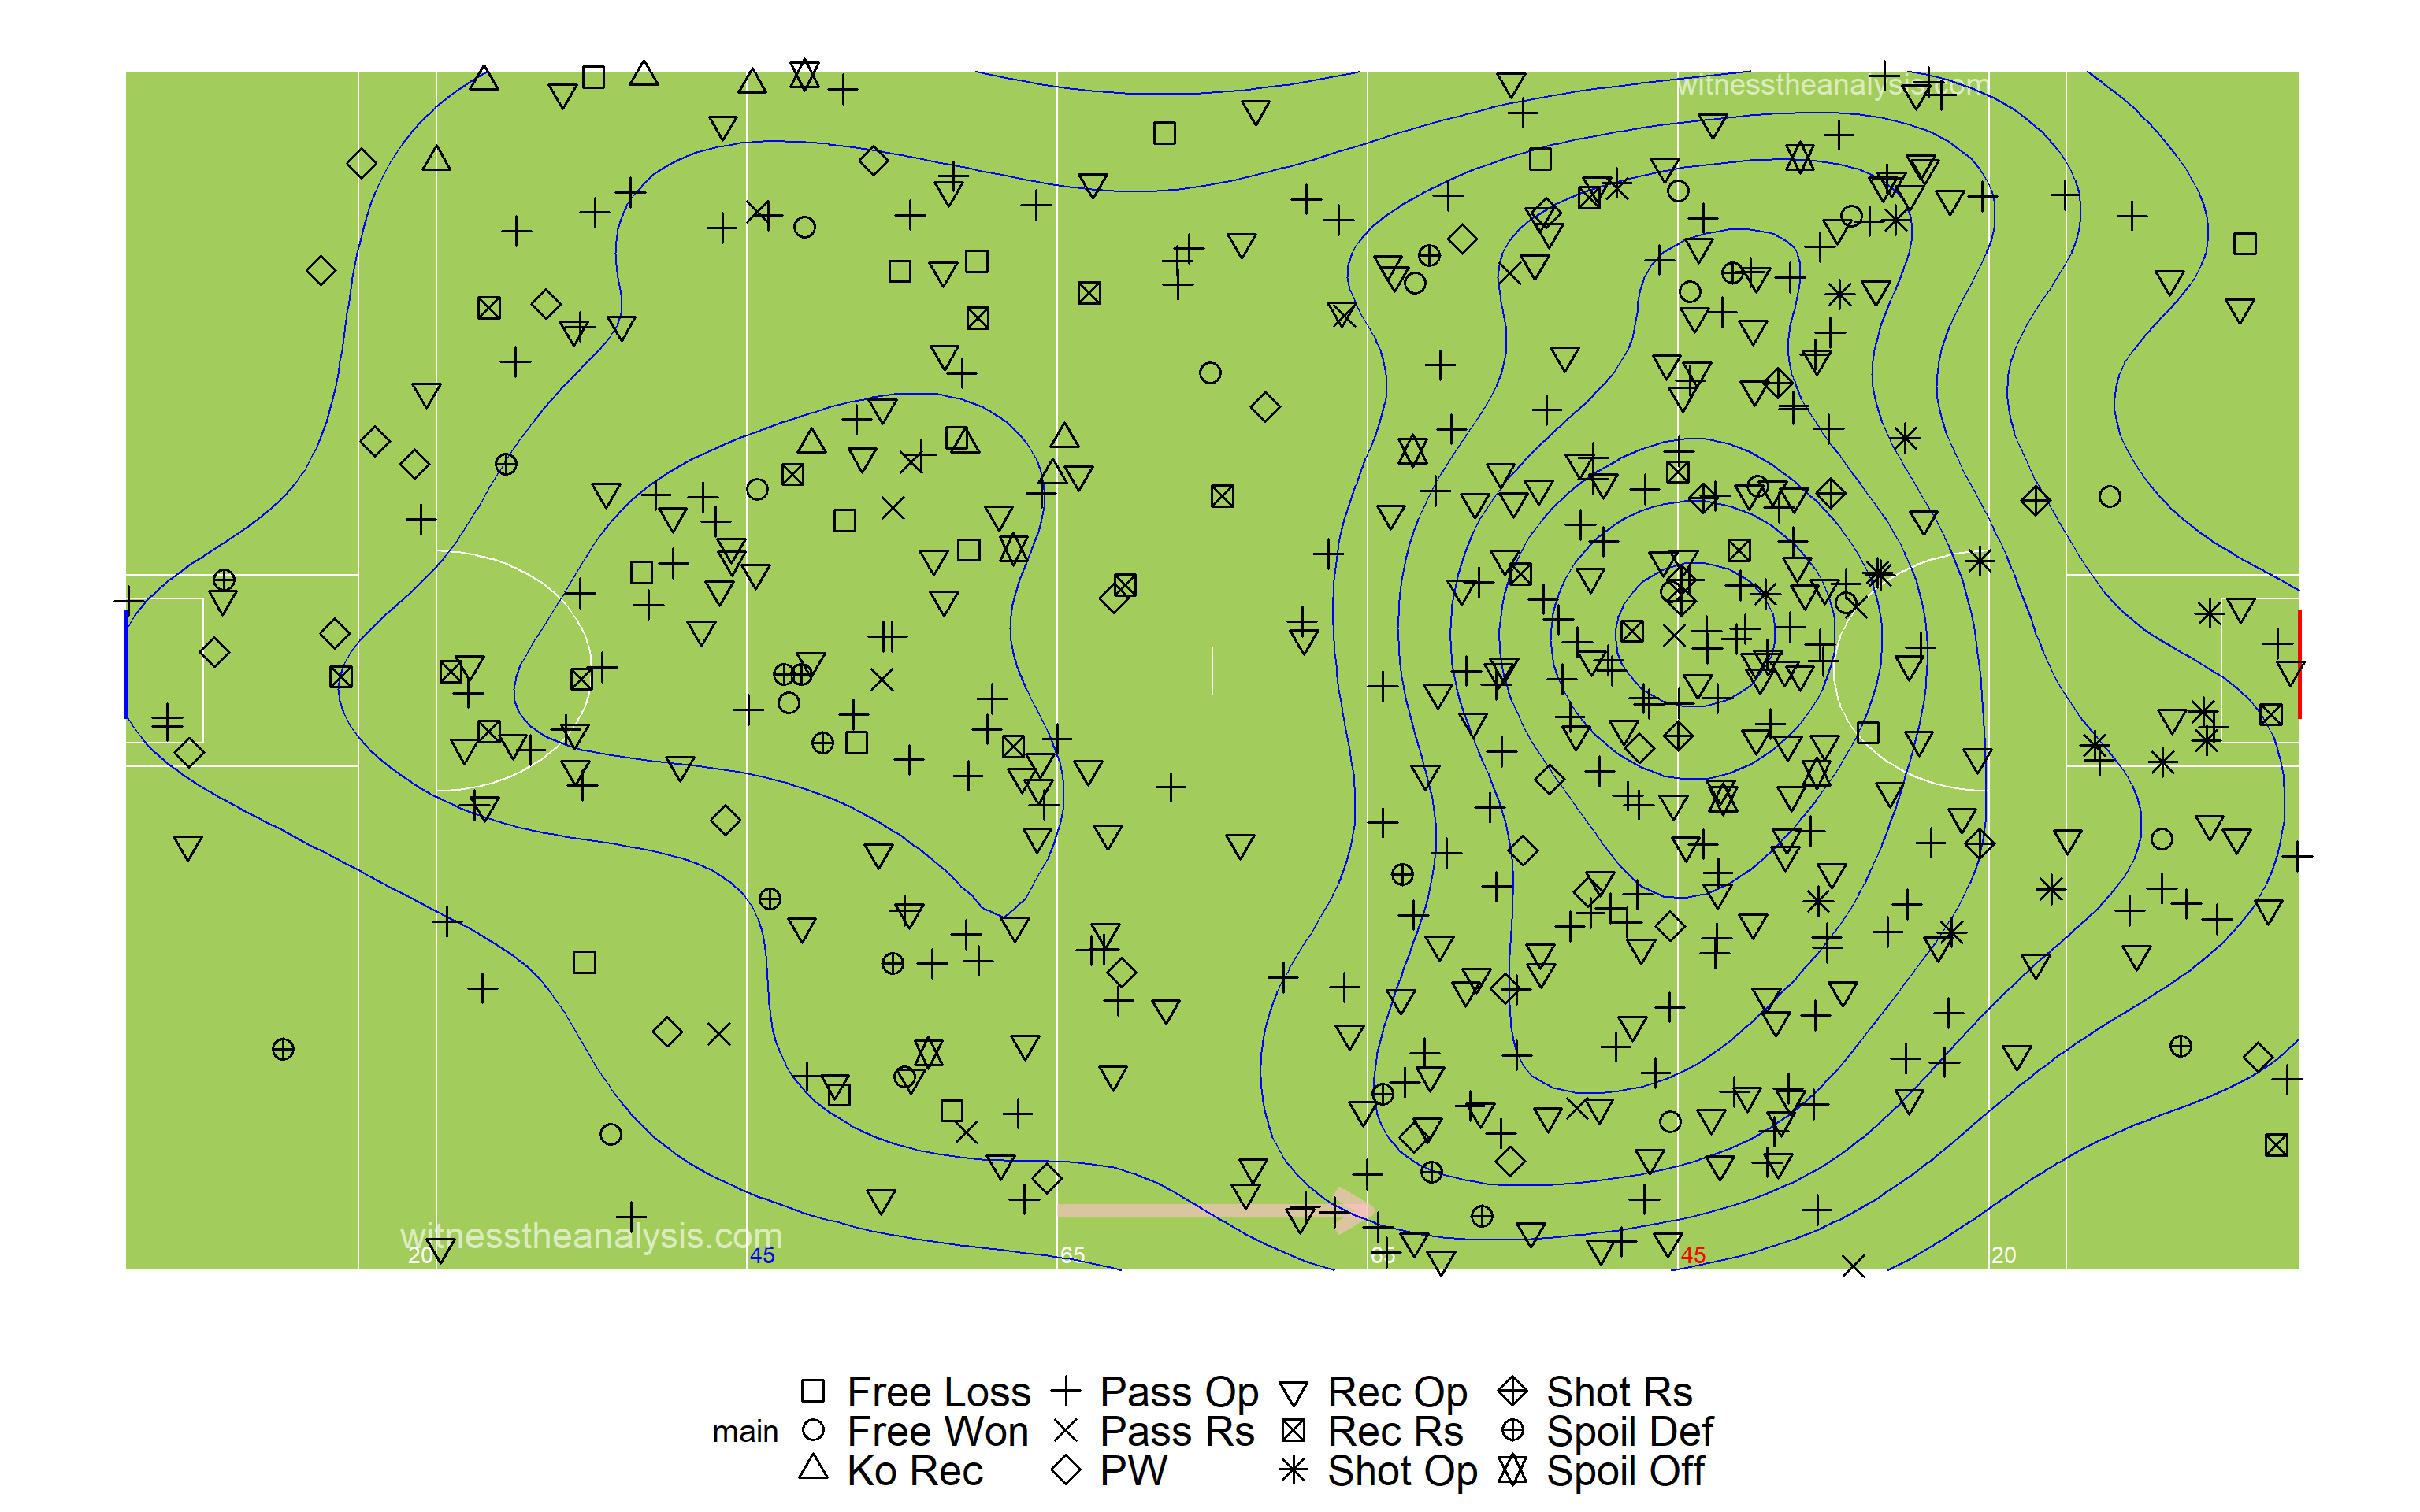 witnesstheanalysis.com
witnesstheanalysis.com
20 45 65 65 45 20
Free Loss Pass Op Rec Op Shot Rs
main Free Won Pass Rs Rec Rs Spoil Def
Ko Rec PW Shot Op Spoil Off